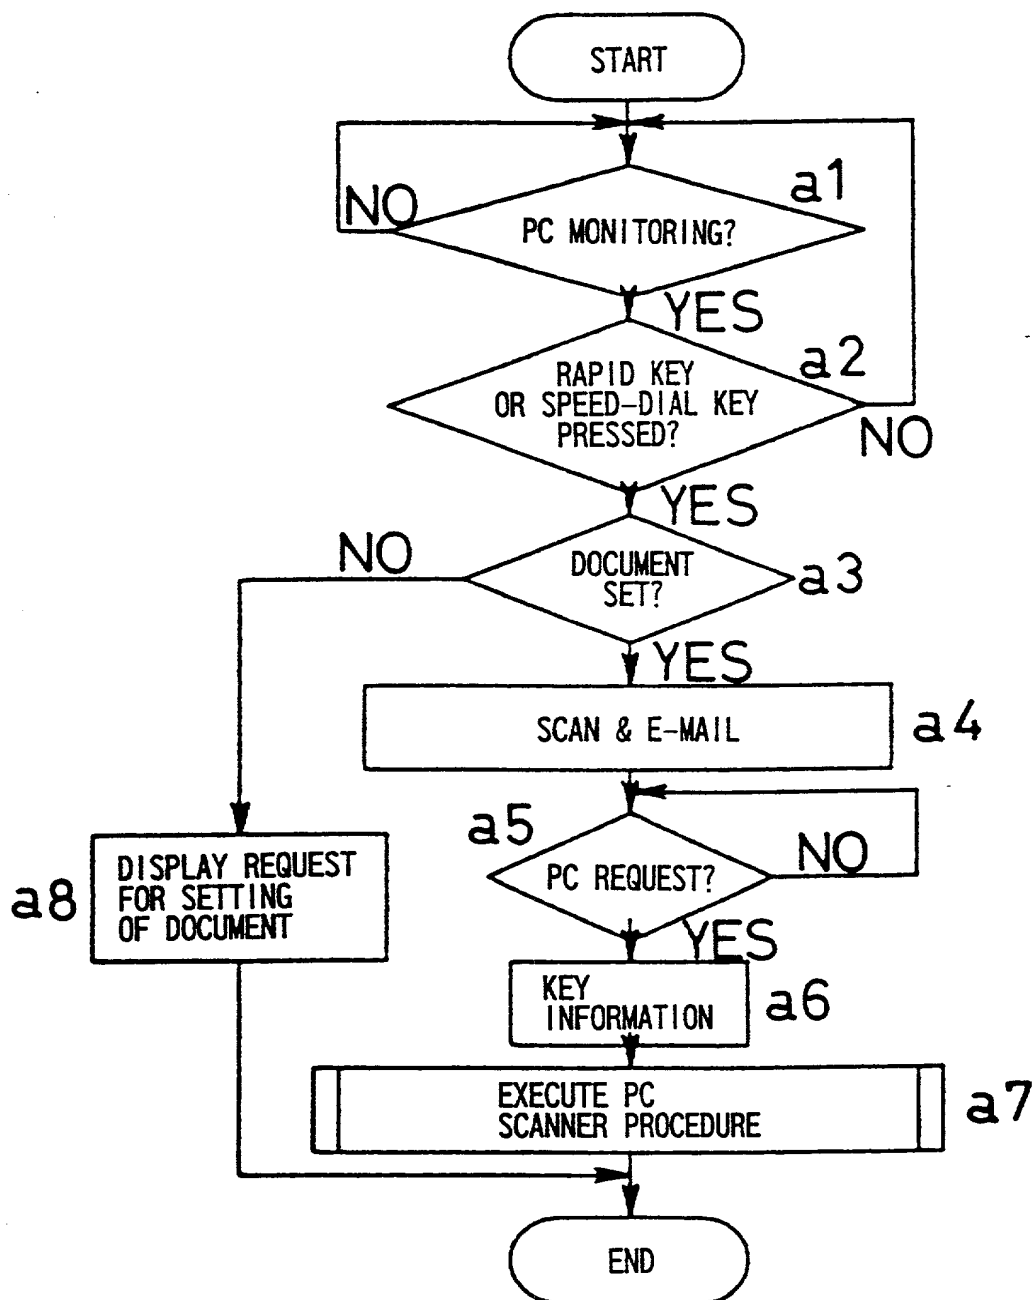 START
a1
NO
PC MONITORING?
YES
a2
RAPID KEY
OR SPEED-DIAL KEY
PRESSED?
NO
YES
NO
DOCUMENT
SET?
a3
YES
SCAN & E-MAIL
a4
a5
PC REQUEST?
NO
DISPLAY REQUEST
FOR SETTING
OF DOCUMENT
a8
YES
KEY
INFORMATION
a6
EXECUTE PC
SCANNER PROCEDURE
a7
END